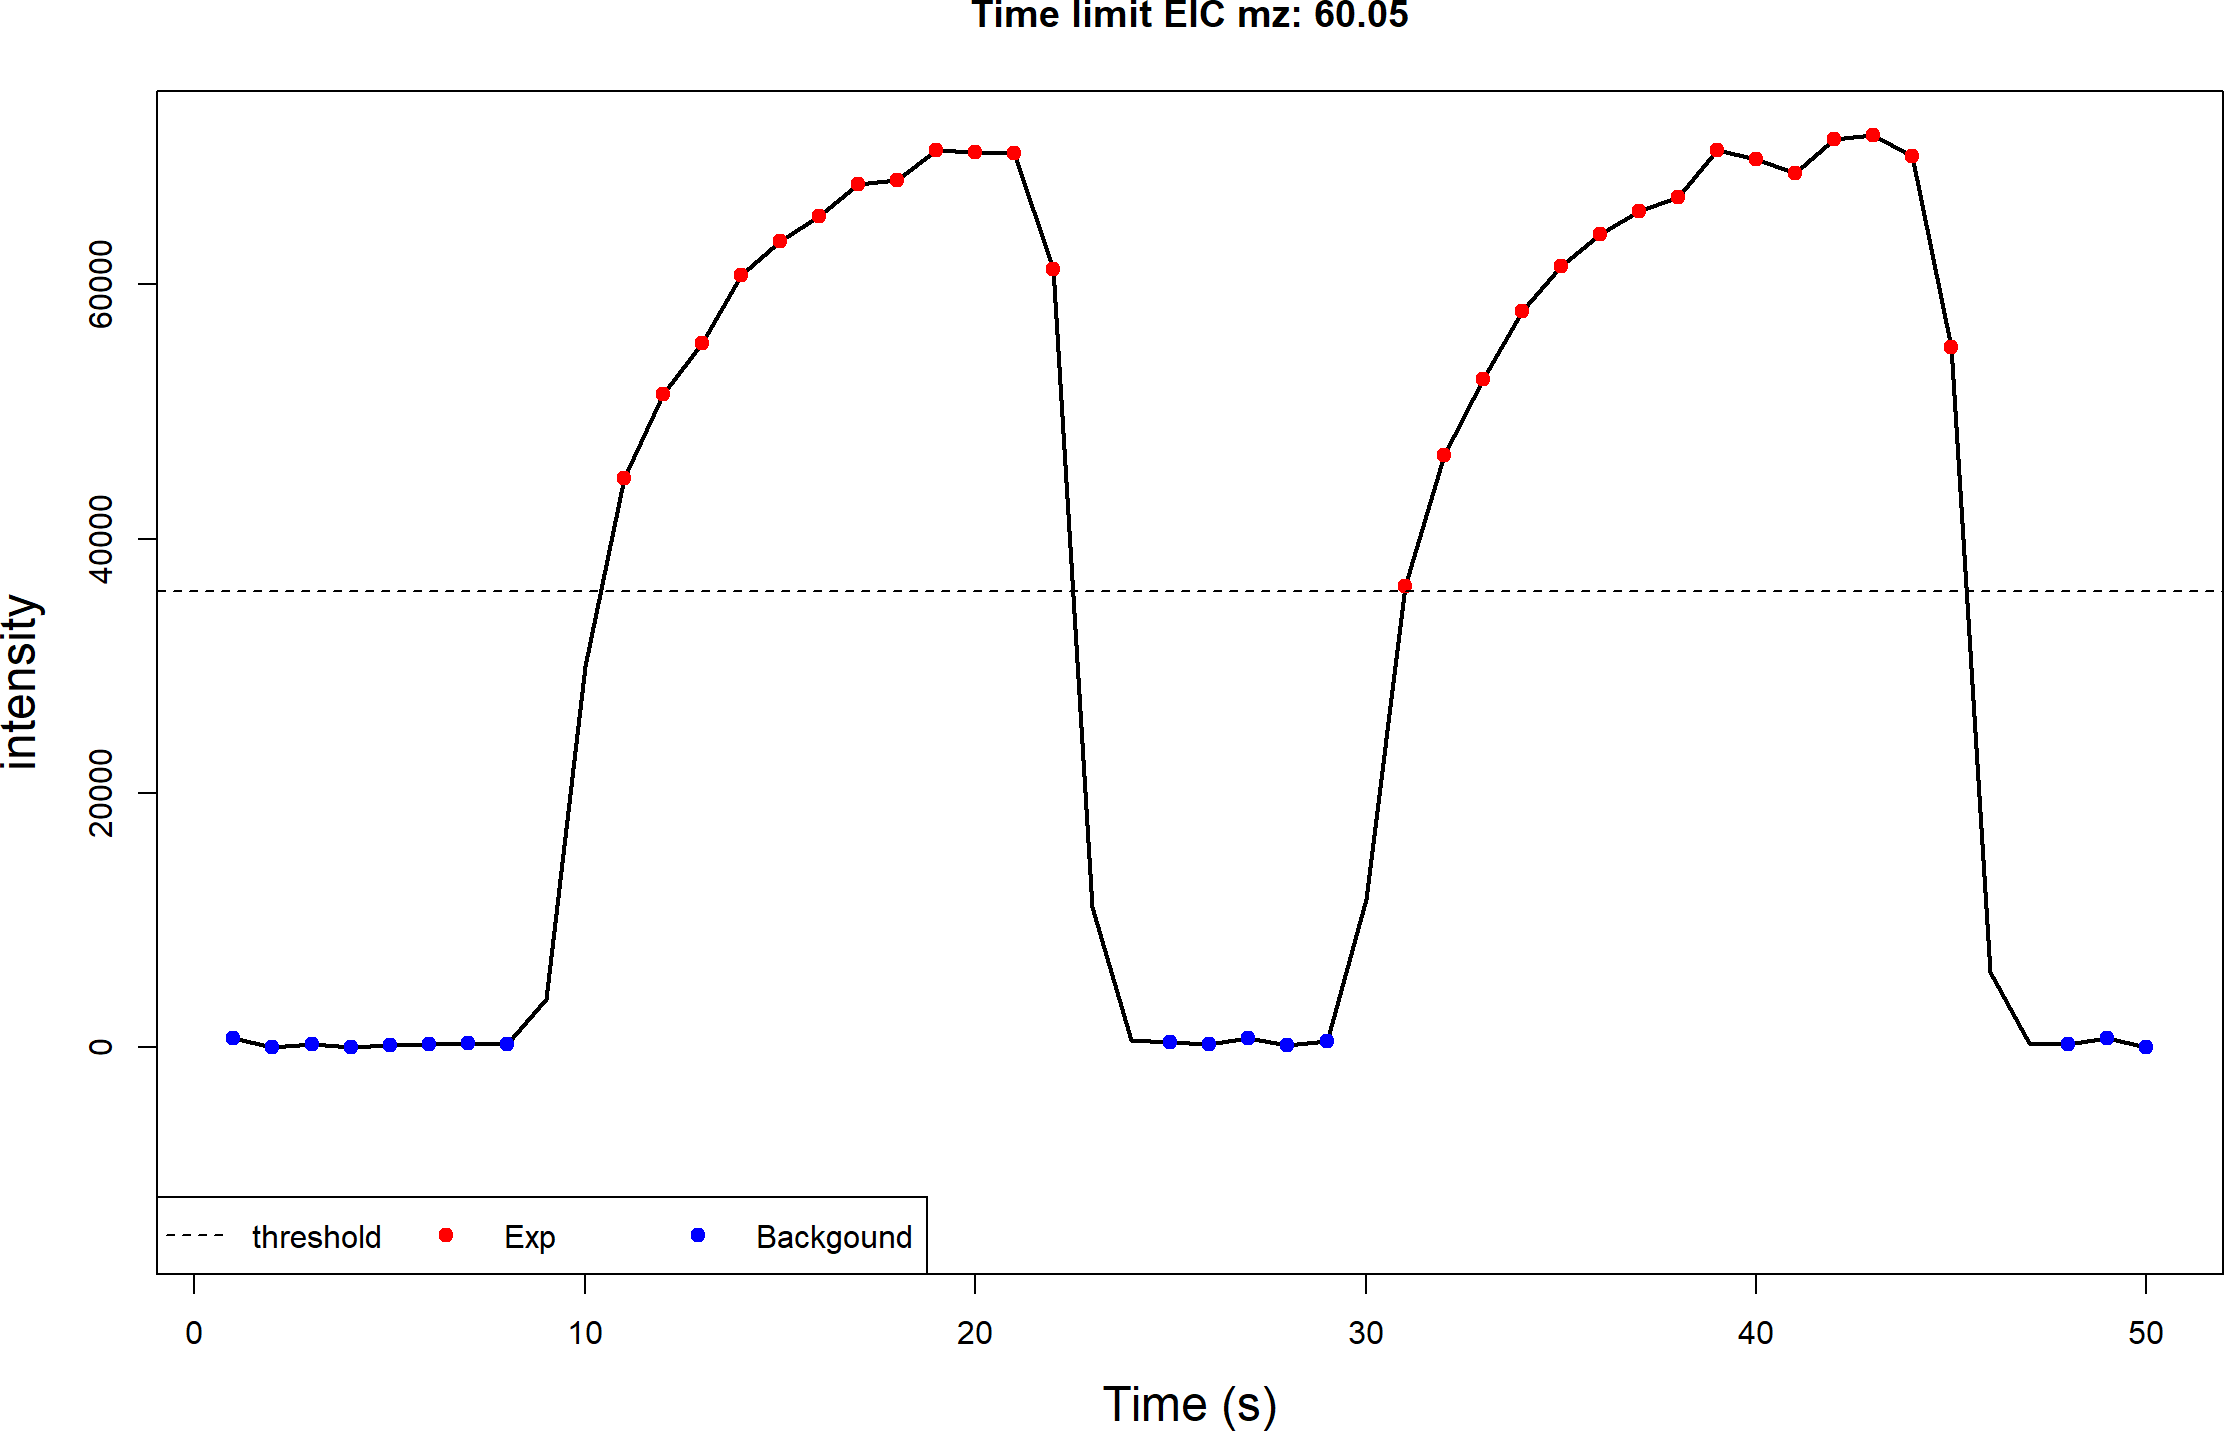 Time limit EIC mz: 60.05
intensity
60000
40000
20000
0
threshold Exp Backgound
0 10 20 30 40 50
Time (s)